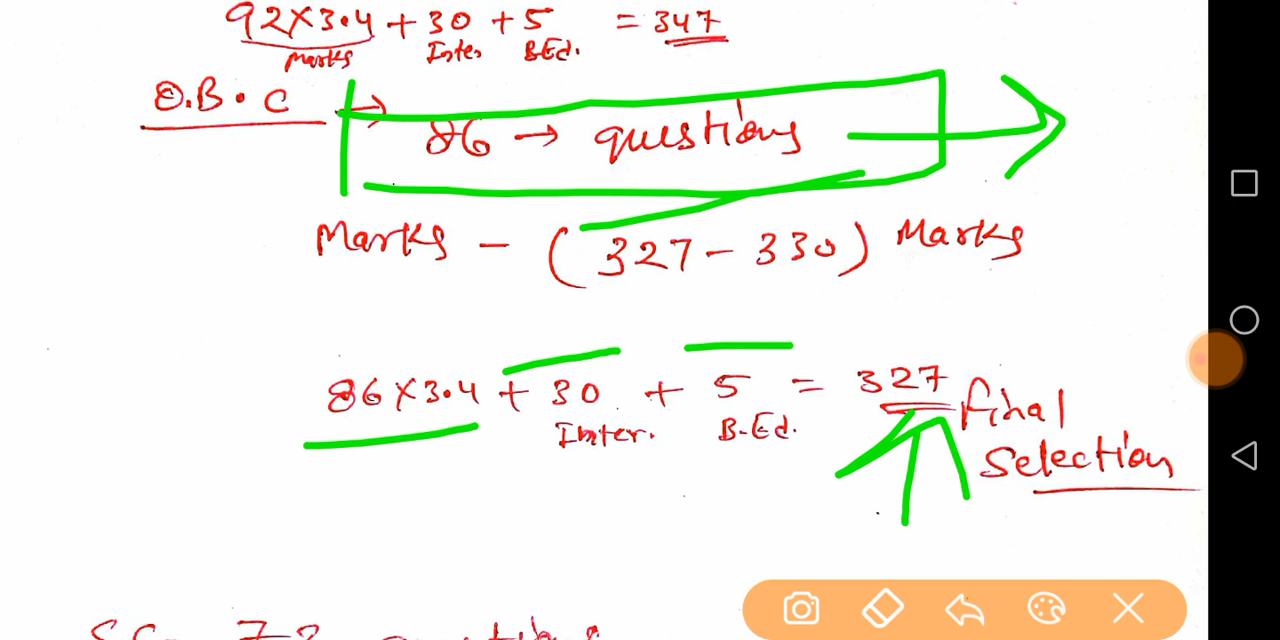 92×3.4 + 30 + 5 = 347
Marks Inter B.Ed.
O.B.C → 86 → questions
Marks - (327-330) Marks
86×3.4 + 30 + 5 = 327 final
Inter. B.Ed. Selection